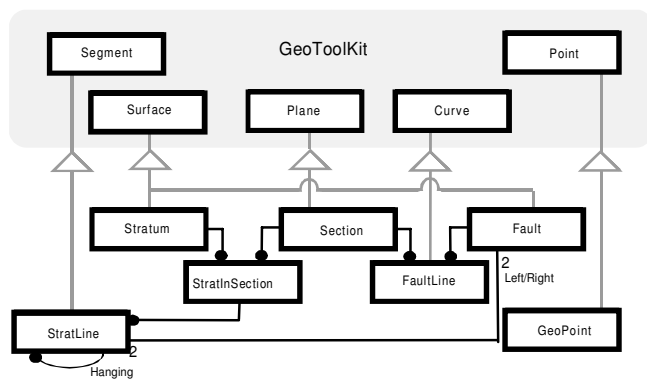 Segment
GeoToolKit
Point
Surface
Plane
Curve
Stratum
Section
Fault
StratInSection
FaultLine
2
Left/Right
StratLine
GeoPoint
2
Hanging